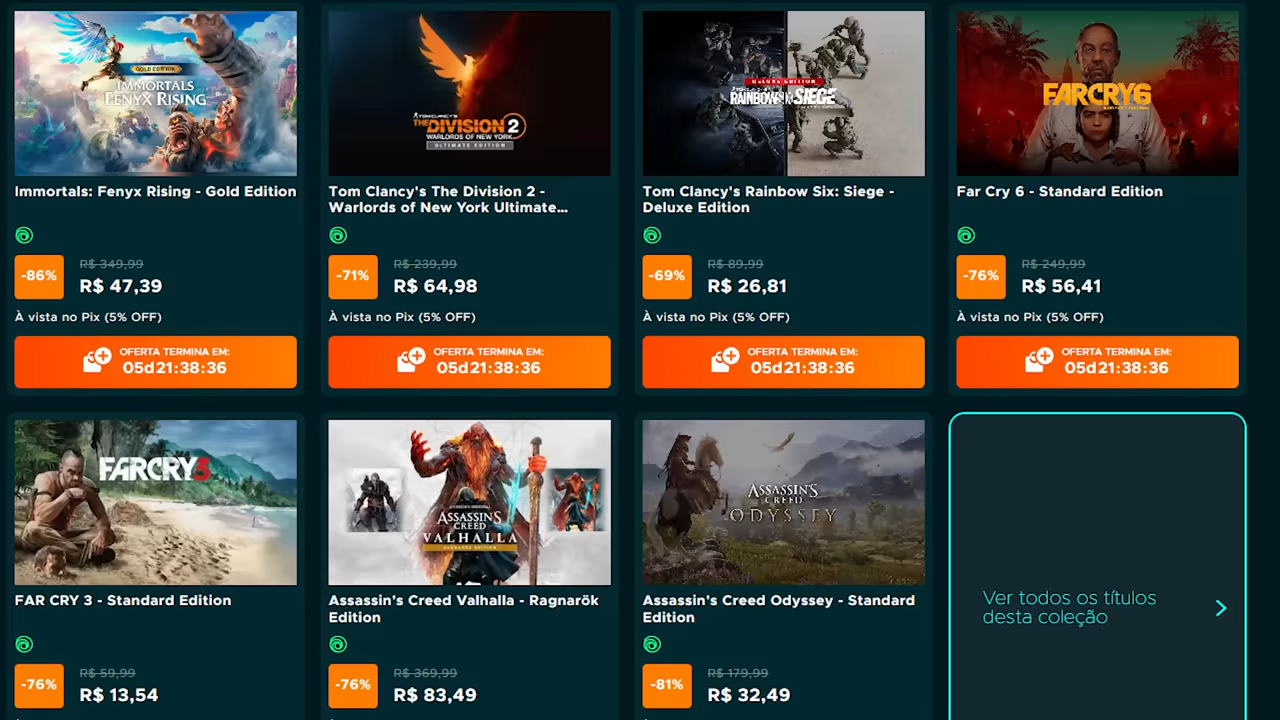 GOLD EDITION
IMMORTALS
FENYX RISING
Immortals: Fenyx Rising - Gold Edition
-86%
R$ 349,99
R$ 47,39
À vista no Pix (5% OFF)
OFERTA TERMINA EM:
05d21:38:36
TOM CLANCY'S
THE DIVISION 2
WARLORDS OF NEW YORK
ULTIMATE EDITION
Tom Clancy's The Division 2 -
Warlords of New York Ultimate...
-71%
R$ 239,99
R$ 64,98
À vista no Pix (5% OFF)
OFERTA TERMINA EM:
05d21:38:36
DELUXE EDITION
RAINBOW SIX SIEGE
Tom Clancy's Rainbow Six: Siege -
Deluxe Edition
-69%
R$ 89,99
R$ 26,81
À vista no Pix (5% OFF)
OFERTA TERMINA EM:
05d21:38:36
FARCRY6
Far Cry 6 - Standard Edition
-76%
R$ 249,99
R$ 56,41
À vista no Pix (5% OFF)
OFERTA TERMINA EM:
05d21:38:36
FARCRY3
FAR CRY 3 - Standard Edition
-76%
R$ 59,99
R$ 13,54
ASSASSIN'S
CREED
VALHALLA
RAGNARÖK EDITION
Assassin's Creed Valhalla - Ragnarök
Edition
-76%
R$ 369,99
R$ 83,49
ASSASSIN'S
CREED
ODYSSEY
Assassin's Creed Odyssey - Standard
Edition
-81%
R$ 179,99
R$ 32,49
Ver todos os títulos
desta coleção